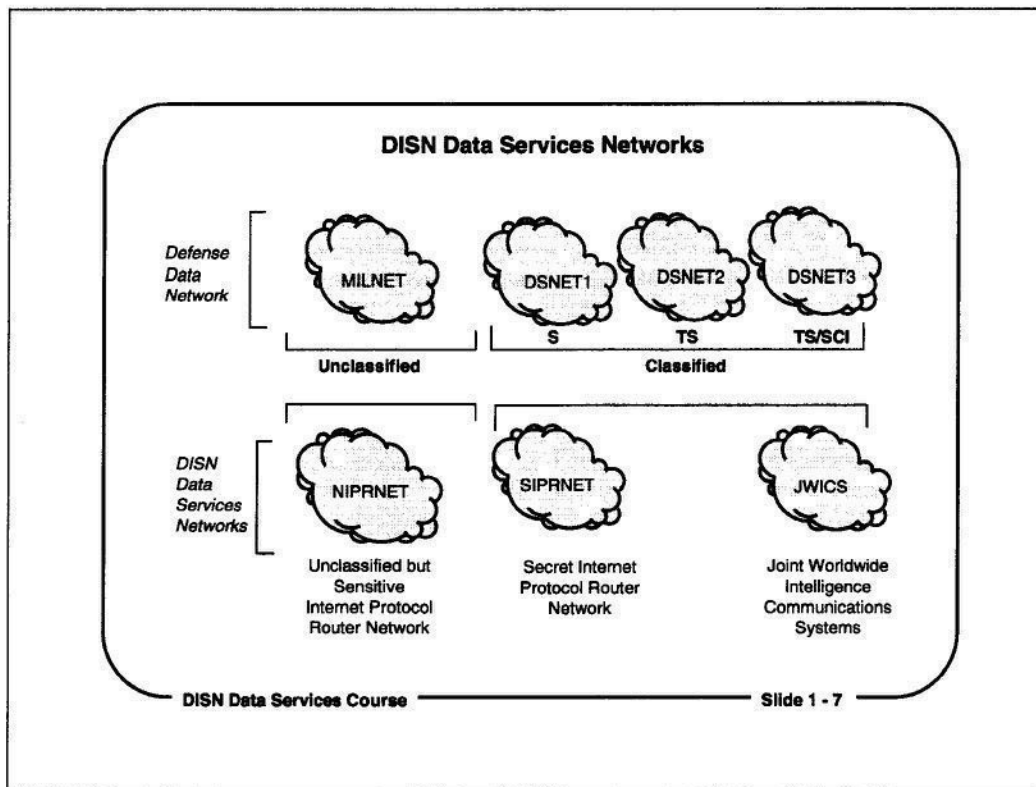 DISN Data Services Networks
Defense
Data
Network
MILNET
DSNET1
DSNET2
DSNET3
S
TS
TS/SCI
Unclassified
Classified
DISN
Data
Services
Networks
NIPRNET
SIPRNET
JWICS
Unclassified but
Sensitive
Internet Protocol
Router Network
Secret Internet
Protocol Router
Network
Joint Worldwide
Intelligence
Communications
Systems
DISN Data Services Course
Slide 1 - 7